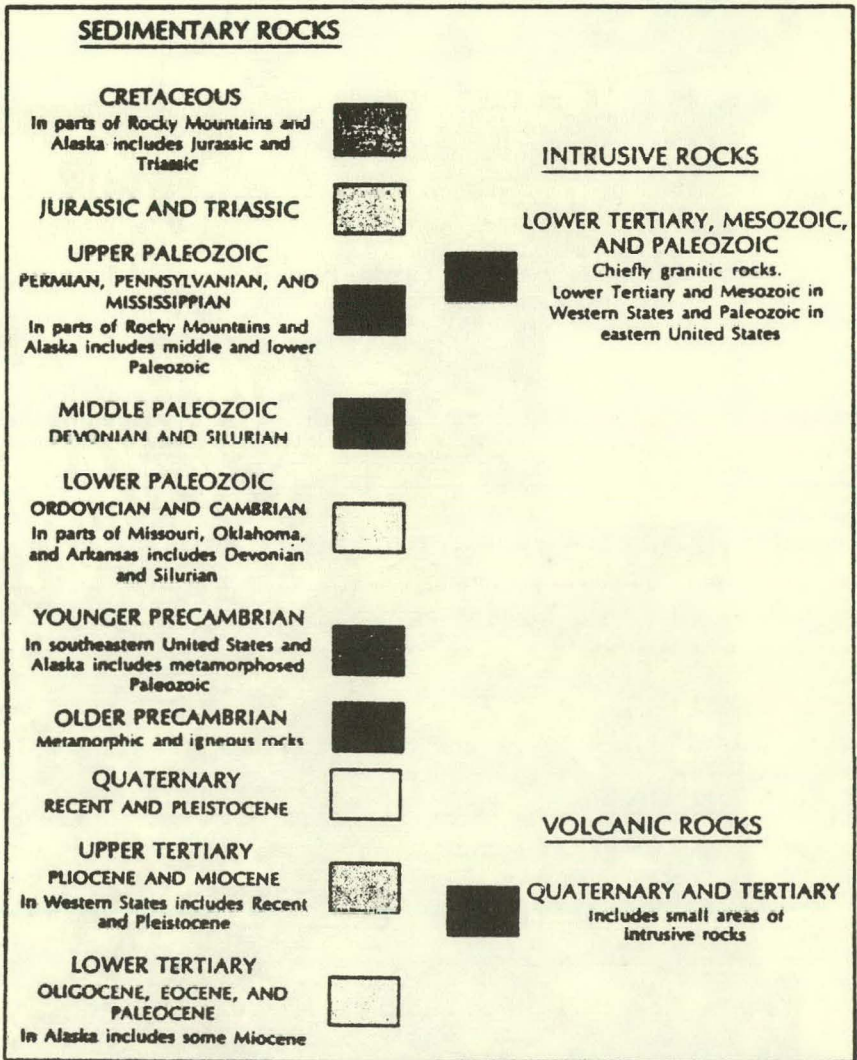 SEDIMENTARY ROCKS
CRETACEOUS
In parts of Rocky Mountains and
Alaska includes Jurassic and
Triassic
JURASSIC AND TRIASSIC
UPPER PALEOZOIC
PERMIAN, PENNSYLVANIAN, AND
MISSISSIPPIAN
In parts of Rocky Mountains and
Alaska includes middle and lower
Paleozoic
MIDDLE PALEOZOIC
DEVONIAN AND SILURIAN
LOWER PALEOZOIC
ORDOVICIAN AND CAMBRIAN
In parts of Missouri, Oklahoma,
and Arkansas includes Devonian
and Silurian
YOUNGER PRECAMBRIAN
In southeastern United States and
Alaska includes metamorphosed
Paleozoic
OLDER PRECAMBRIAN
Metamorphic and igneous rocks
QUATERNARY
RECENT AND PLEISTOCENE
UPPER TERTIARY
PLIOCENE AND MIOCENE
In Western States includes Recent
and Pleistocene
LOWER TERTIARY
OLIGOCENE, EOCENE, AND
PALEOCENE
In Alaska includes some Miocene
INTRUSIVE ROCKS
LOWER TERTIARY, MESOZOIC,
AND PALEOZOIC
Chiefly granitic rocks.
Lower Tertiary and Mesozoic in
Western States and Paleozoic in
eastern United States
VOLCANIC ROCKS
QUATERNARY AND TERTIARY
Includes small areas of
intrusive rocks